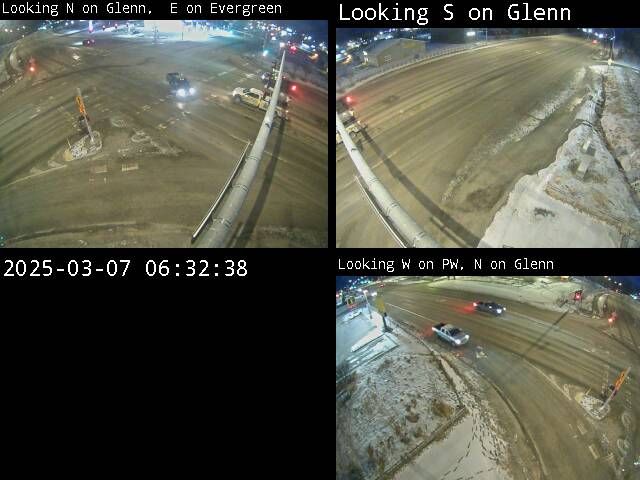 Looking N on Glenn,  E on Evergreen
Looking S on Glenn
2025-03-07 06:32:38
Looking W on PW, N on Glenn